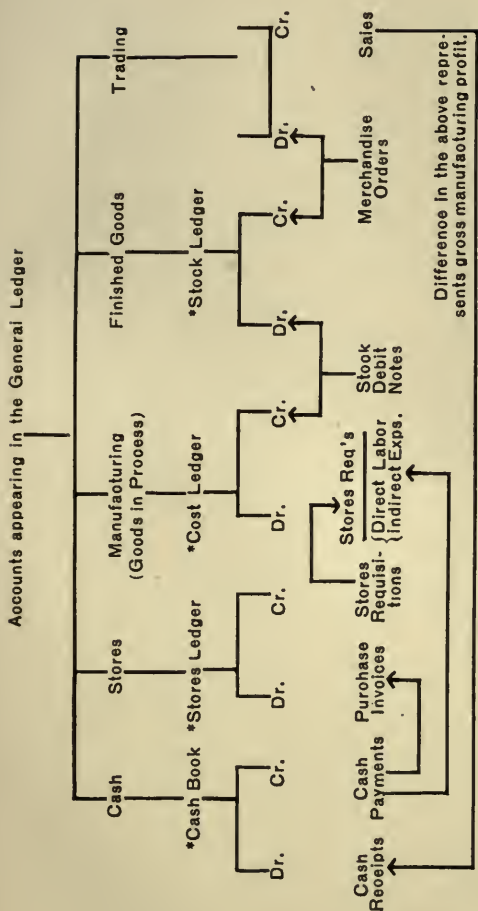 Accounts appearing in the General Ledger
Cash
Stores
Manufacturing
(Goods in Process)
Finished Goods
Trading
*Cash Book
*Stores Ledger
*Cost Ledger
*Stock Ledger
Dr.
Cr.
Dr.
Cr.
Dr.
Cr.
Dr.
Cr.
Dr.
Cr.
Cash
Receipts
Cash
Payments
Purchase
Invoices
Stores
Requisi-
tions
Stores Req's
{Direct Labor
{Indirect Exps.
Stock
Debit
Notes
Merchandise
Orders
Sales
Difference in the above repre-
sents gross manufacturing profit.